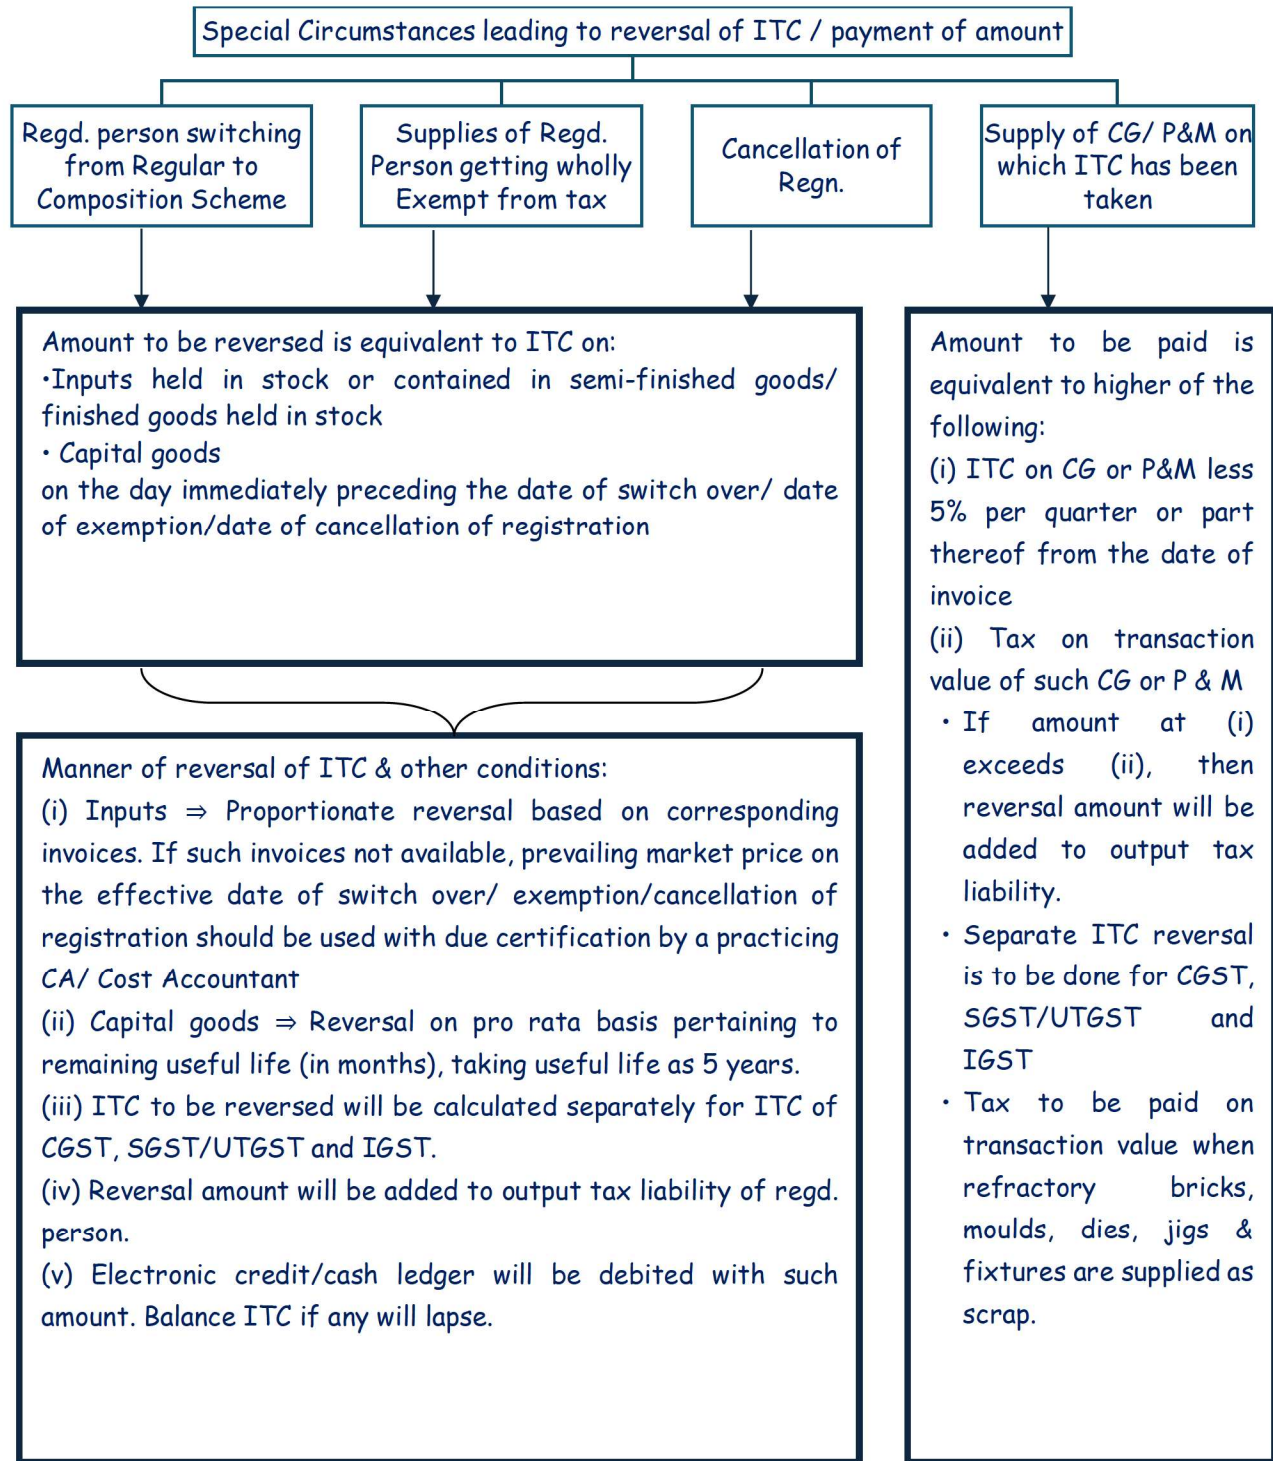 Special Circumstances leading to reversal of ITC / payment of amount
Regd. person switching
from Regular to
Composition Scheme
Supplies of Regd.
Person getting wholly
Exempt from tax
Cancellation of
Regn.
Supply of CG/ P&M on
which ITC has been
taken
Amount to be reversed is equivalent to ITC on:
•Inputs held in stock or contained in semi-finished goods/
finished goods held in stock
• Capital goods
on the day immediately preceding the date of switch over/ date
of exemption/date of cancellation of registration
Manner of reversal of ITC & other conditions:
(i) Inputs ⇒ Proportionate reversal based on corresponding
invoices. If such invoices not available, prevailing market price on
the effective date of switch over/ exemption/cancellation of
registration should be used with due certification by a practicing
CA/ Cost Accountant
(ii) Capital goods ⇒ Reversal on pro rata basis pertaining to
remaining useful life (in months), taking useful life as 5 years.
(iii) ITC to be reversed will be calculated separately for ITC of
CGST, SGST/UTGST and IGST.
(iv) Reversal amount will be added to output tax liability of regd.
person.
(v) Electronic credit/cash ledger will be debited with such
amount. Balance ITC if any will lapse.
Amount to be paid is
equivalent to higher of the
following:
(i) ITC on CG or P&M less
5% per quarter or part
thereof from the date of
invoice
(ii) Tax on transaction
value of such CG or P & M
• If amount at (i)
exceeds (ii), then
reversal amount will be
added to output tax
liability.
• Separate ITC reversal
is to be done for CGST,
SGST/UTGST and
IGST
• Tax to be paid on
transaction value when
refractory bricks,
moulds, dies, jigs &
fixtures are supplied as
scrap.